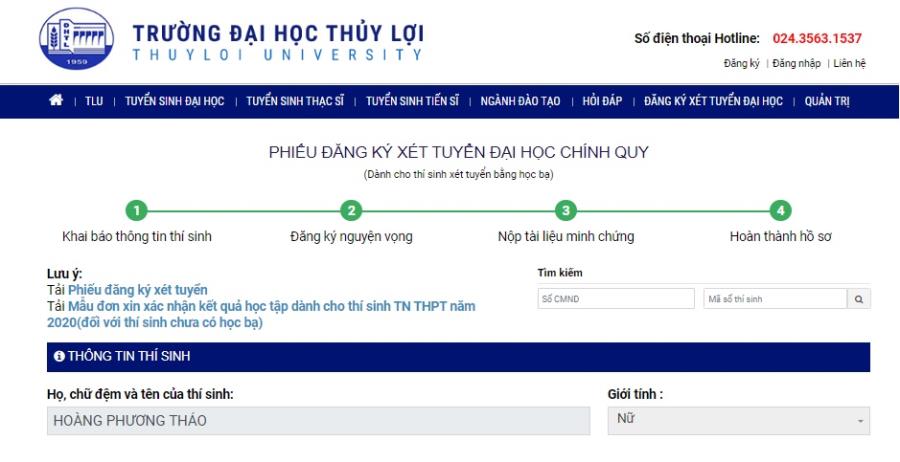 TRƯỜNG ĐẠI HỌC THỦY LỢI
THUYLOI UNIVERSITY
1959
Số điện thoại Hotline: 024.3563.1537
Đăng ký | Đăng nhập | Liên hệ
TLU | TUYỂN SINH ĐẠI HỌC | TUYỂN SINH THẠC SĨ | TUYỂN SINH TIẾN SĨ | NGÀNH ĐÀO TẠO | HỎI ĐÁP | ĐĂNG KÝ XÉT TUYỂN ĐẠI HỌC | QUẢN TRỊ
PHIẾU ĐĂNG KÝ XÉT TUYỂN ĐẠI HỌC CHÍNH QUY
(Dành cho thí sinh xét tuyển bằng học bạ)
1 2 3 4
Khai báo thông tin thí sinh Đăng ký nguyện vọng Nộp tài liệu minh chứng Hoàn thành hồ sơ
Lưu ý:
Tải Phiếu đăng ký xét tuyển
Tải Mẫu đơn xin xác nhận kết quả học tập dành cho thí sinh TN THPT năm
2020(đối với thí sinh chưa có học bạ)
Tìm kiếm
Số CMND Mã số thí sinh
THÔNG TIN THÍ SINH
Họ, chữ đệm và tên của thí sinh: Giới tính :
HOÀNG PHƯƠNG THẢO Nữ